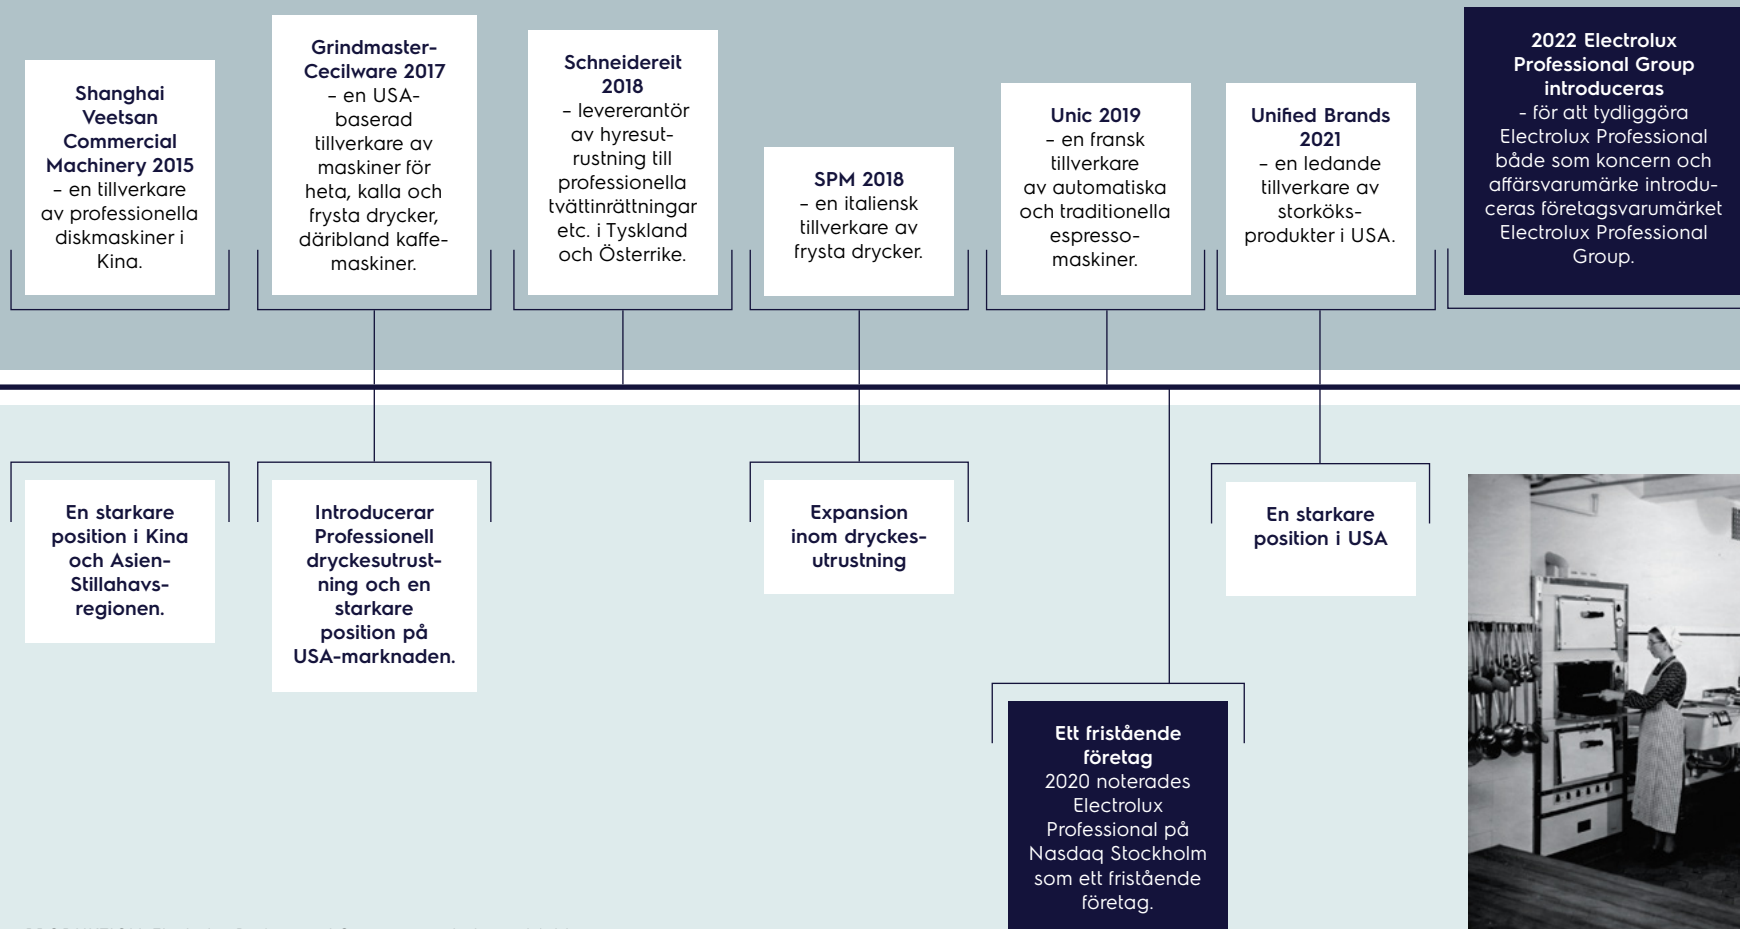 Shanghai
Veetsan
Commercial
Machinery 2015
– en tillverkare
av professionella
diskmaskiner i
Kina.
Grindmaster-
Cecilware 2017
– en USA-
baserad
tillverkare av
maskiner för
heta, kalla och
frysta drycker,
däribland kaffe-
maskiner.
Schneidereit
2018
– levererantör
av hyresut-
rustning till
professionella
tvättinrättningar
etc. i Tyskland
och Österrike.
SPM 2018
– en italiensk
tillverkare av
frysta drycker.
Unic 2019
– en fransk
tillverkare
av automatiska
och traditionella
espresso-
maskiner.
Unified Brands
2021
– en ledande
tillverkare av
storköks-
produkter i USA.
2022 Electrolux
Professional Group
introduceras
- för att tydliggöra
Electrolux Professional
både som koncern och
affärsvarumärke introdu-
ceras företagsvarumärket
Electrolux Professional
Group.
En starkare
position i Kina
och Asien-
Stillahavs-
regionen.
Introducerar
Professionell
dryckesutrust-
ning och en
starkare
position på
USA-marknaden.
Expansion
inom dryckes-
utrustning
En starkare
position i USA
Ett fristående
företag
2020 noterades
Electrolux
Professional på
Nasdaq Stockholm
som ett fristående
företag.